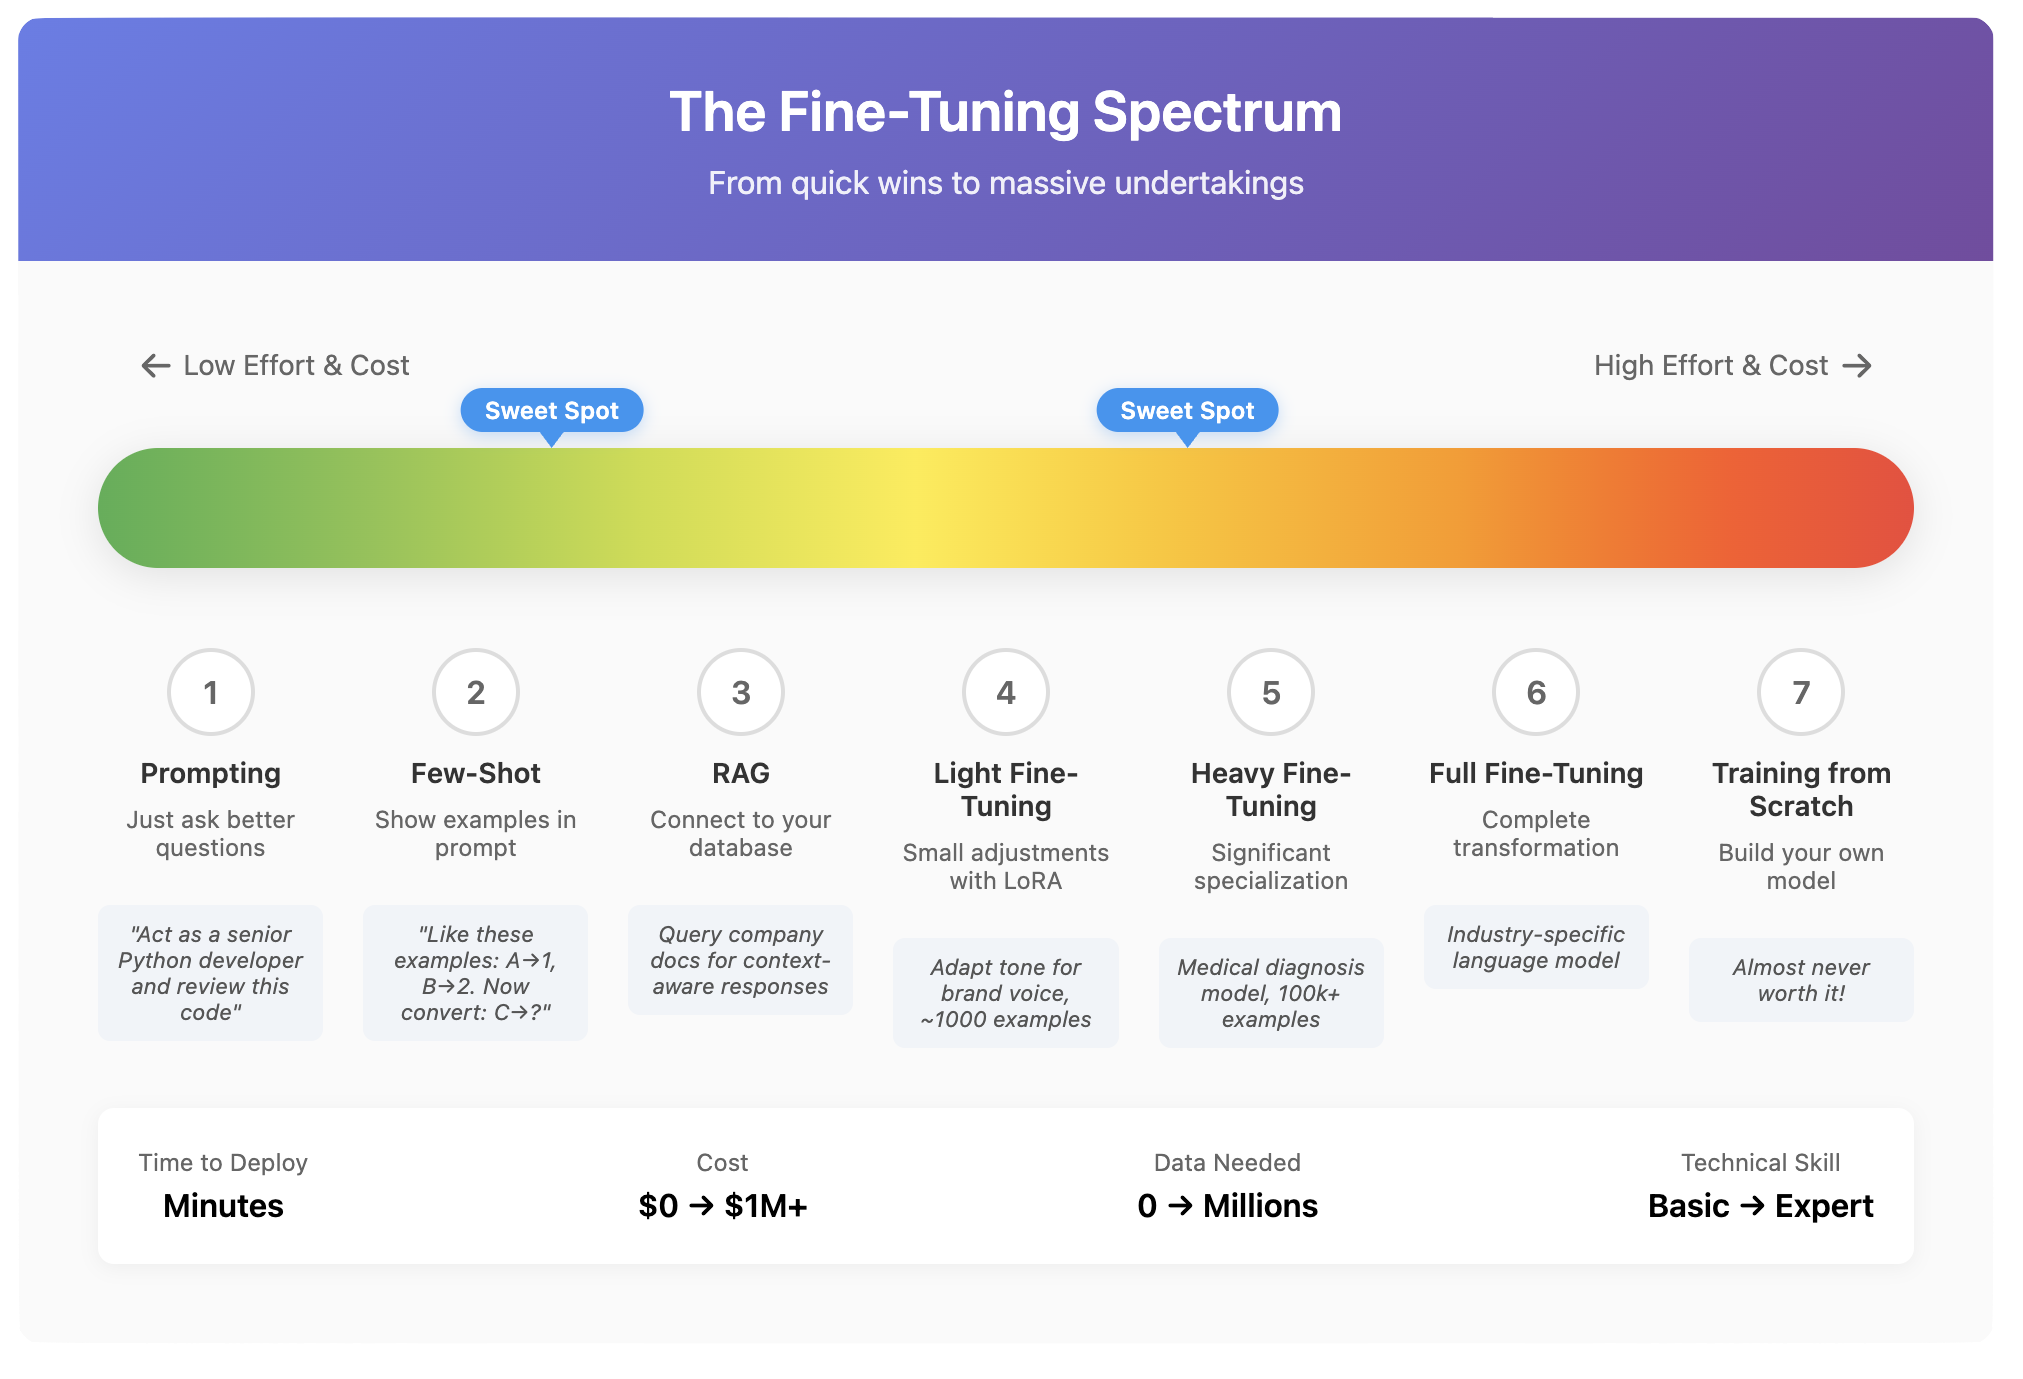 The Fine-Tuning Spectrum
From quick wins to massive undertakings
← Low Effort & Cost
High Effort & Cost →
Sweet Spot
Sweet Spot
1
Prompting
Just ask better
questions
"Act as a senior
Python developer
and review this
code"
2
Few-Shot
Show examples in
prompt
"Like these
examples: A→1,
B→2. Now
convert: C→?"
3
RAG
Connect to your
database
Query company
docs for context-
aware responses
4
Light Fine-
Tuning
Small adjustments
with LoRA
Adapt tone for
brand voice,
~1000 examples
5
Heavy Fine-
Tuning
Significant
specialization
Medical diagnosis
model, 100k+
examples
6
Full Fine-Tuning
Complete
transformation
Industry-specific
language model
7
Training from
Scratch
Build your own
model
Almost never
worth it!
Time to Deploy
Minutes
Cost
$0 → $1M+
Data Needed
0 → Millions
Technical Skill
Basic → Expert